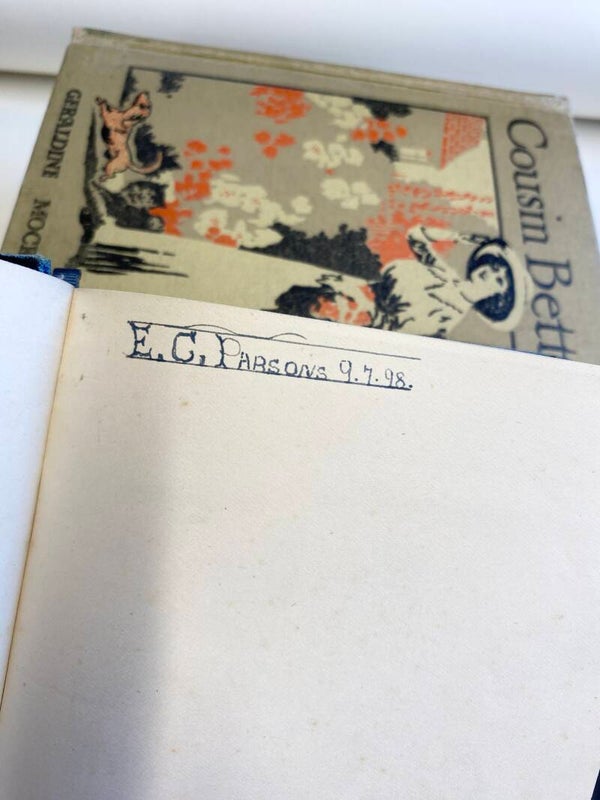 GERALDINE MOC
Cousin Bett
E. C. PARSONS 9.7.98.